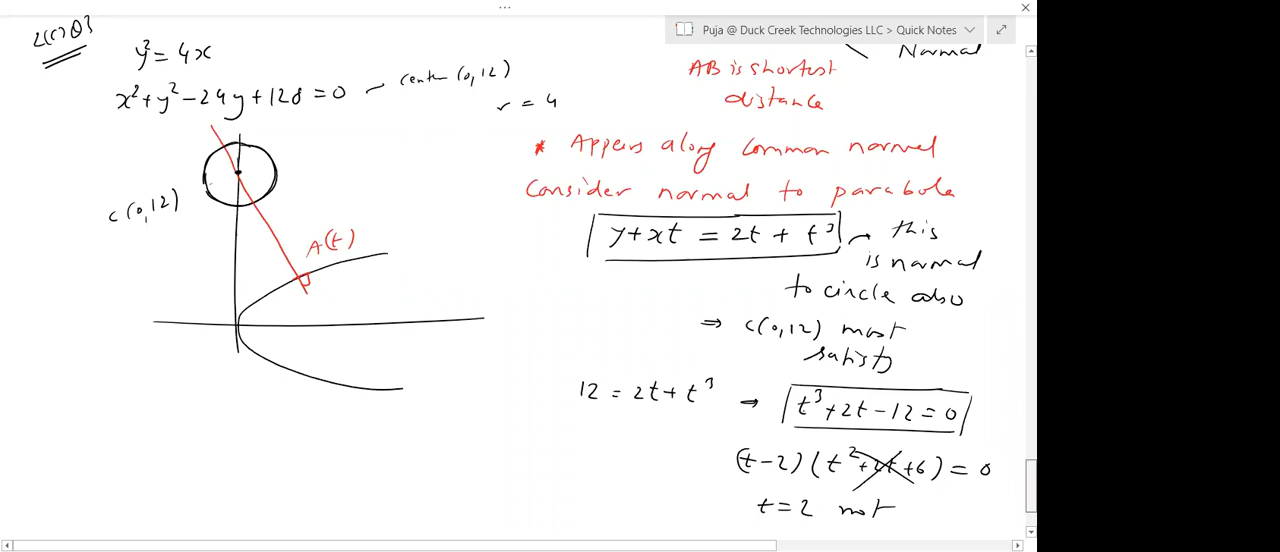 Puja @ Duck Creek Technologies LLC > Quick Notes
y² = 4x
x² + y² - 24y + 128 = 0
center (0,12)
r = 4
C(0,12)
A(t)
Normal
AB is shortest
distance
* Appers along common normal
Consider normal to parabola
y+xt = 2t + t³
this
is normal
to circle also
⇒ C(0,12) must
satisfy
12 = 2t + t³ ⇒ t³ + 2t - 12 = 0
(t-2)(t² + 2t + 6) = 0
t = 2 not